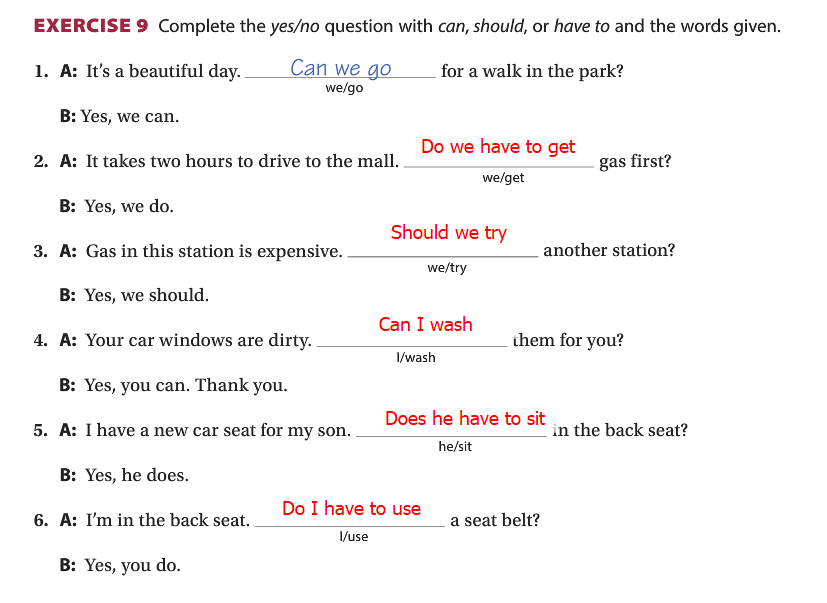 EXERCISE 9 Complete the yes/no question with can, should, or have to and the words given.
1. A: It's a beautiful day. Can we go for a walk in the park?
we/go
B: Yes, we can.
2. A: It takes two hours to drive to the mall. Do we have to get gas first?
we/get
B: Yes, we do.
3. A: Gas in this station is expensive. Should we try another station?
we/try
B: Yes, we should.
4. A: Your car windows are dirty. Can I wash them for you?
I/wash
B: Yes, you can. Thank you.
5. A: I have a new car seat for my son. Does he have to sit in the back seat?
he/sit
B: Yes, he does.
6. A: I'm in the back seat. Do I have to use a seat belt?
I/use
B: Yes, you do.